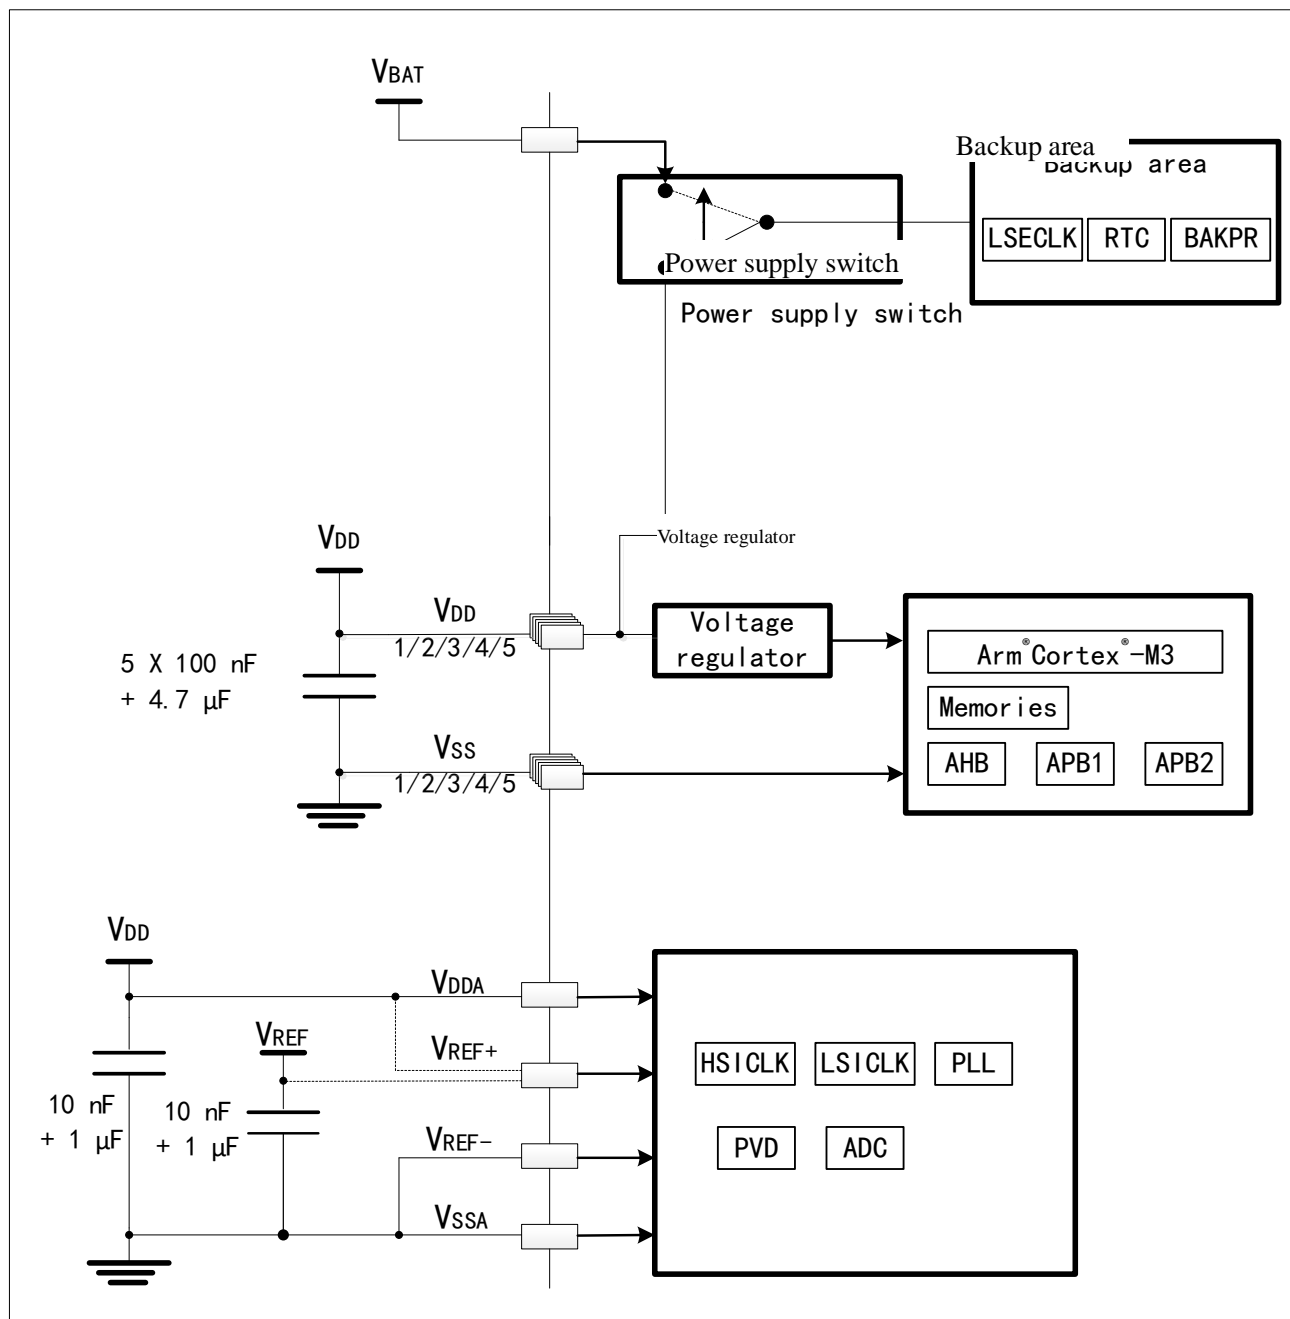 VBAT
Backup area
Backup area
LSECLK RTC BAKPR
Power supply switch
Power supply switch
VDD
Voltage regulator
VDD
1/2/3/4/5
Voltage
regulator
5 X 100 nF
+ 4.7 μF
Arm®Cortex®-M3
Memories
VSS
1/2/3/4/5
AHB APB1 APB2
VDD
VDDA
VREF
VREF+
HSICLK LSICLK PLL
10 nF
+ 1 μF
10 nF
+ 1 μF
VREF-
PVD ADC
VSSA